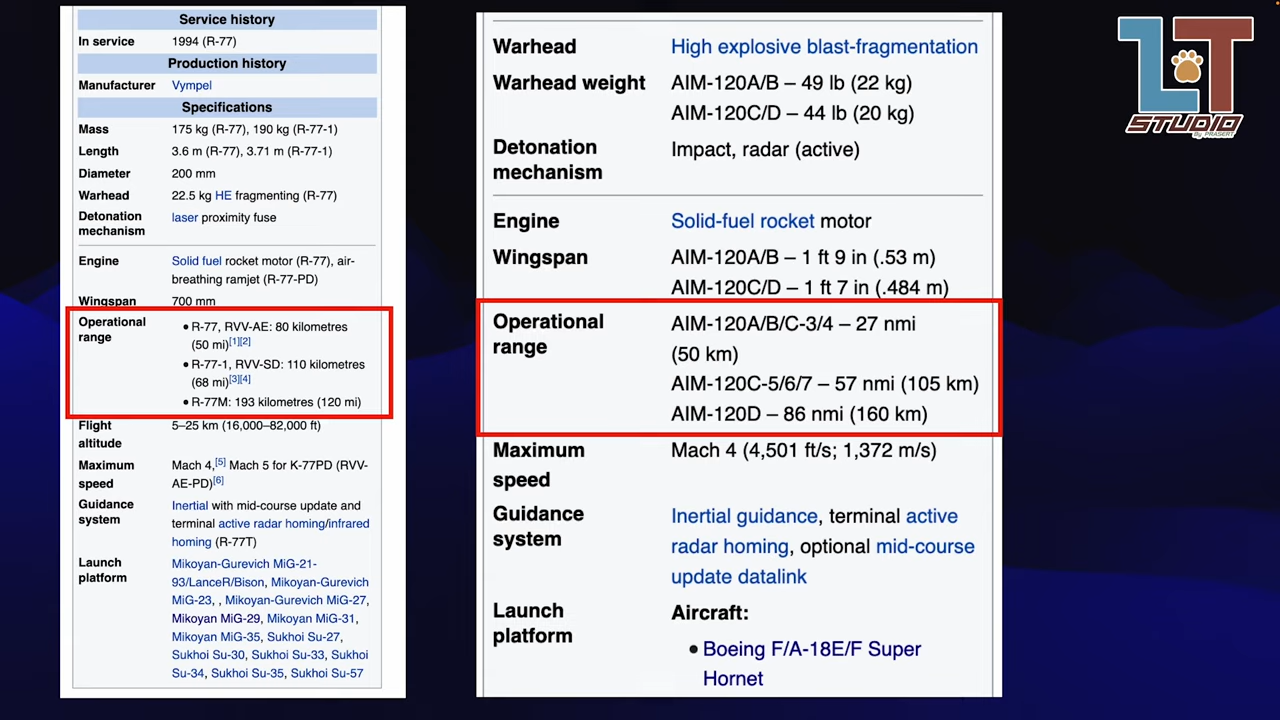 Service history
In service 1994 (R-77)
Production history
Manufacturer Vympel
Specifications
Mass 175 kg (R-77), 190 kg (R-77-1)
Length 3.6 m (R-77), 3.71 m (R-77-1)
Diameter 200 mm
Warhead 22.5 kg HE fragmenting (R-77)
Detonation laser proximity fuse
mechanism
Engine Solid fuel rocket motor (R-77), air-
breathing ramjet (R-77-PD)
Wingspan 700 mm
Operational • R-77, RVV-AE: 80 kilometres
range (50 mi)[1][2]
• R-77-1, RVV-SD: 110 kilometres
(68 mi)[3][4]
• R-77M: 193 kilometres (120 mi)
Flight 5–25 km (16,000–82,000 ft)
altitude
Maximum Mach 4,[5] Mach 5 for K-77PD (RVV-
speed AE-PD)[6]
Guidance Inertial with mid-course update and
system terminal active radar homing/infrared
homing (R-77T)
Launch Mikoyan-Gurevich MiG-21-
platform 93/LanceR/Bison, Mikoyan-Gurevich
MiG-23, , Mikoyan-Gurevich MiG-27,
Mikoyan MiG-29, Mikoyan MiG-31,
Mikoyan MiG-35, Sukhoi Su-27,
Sukhoi Su-30, Sukhoi Su-33, Sukhoi
Su-34, Sukhoi Su-35, Sukhoi Su-57
Warhead High explosive blast-fragmentation
Warhead weight AIM-120A/B – 49 lb (22 kg)
AIM-120C/D – 44 lb (20 kg)
Detonation Impact, radar (active)
mechanism
Engine Solid-fuel rocket motor
Wingspan AIM-120A/B – 1 ft 9 in (.53 m)
AIM-120C/D – 1 ft 7 in (.484 m)
Operational AIM-120A/B/C-3/4 – 27 nmi
range (50 km)
AIM-120C-5/6/7 – 57 nmi (105 km)
AIM-120D – 86 nmi (160 km)
Maximum Mach 4 (4,501 ft/s; 1,372 m/s)
speed
Guidance Inertial guidance, terminal active
system radar homing, optional mid-course
update datalink
Launch Aircraft:
platform
• Boeing F/A-18E/F Super
Hornet
LT
STUDIO
By PRASERT